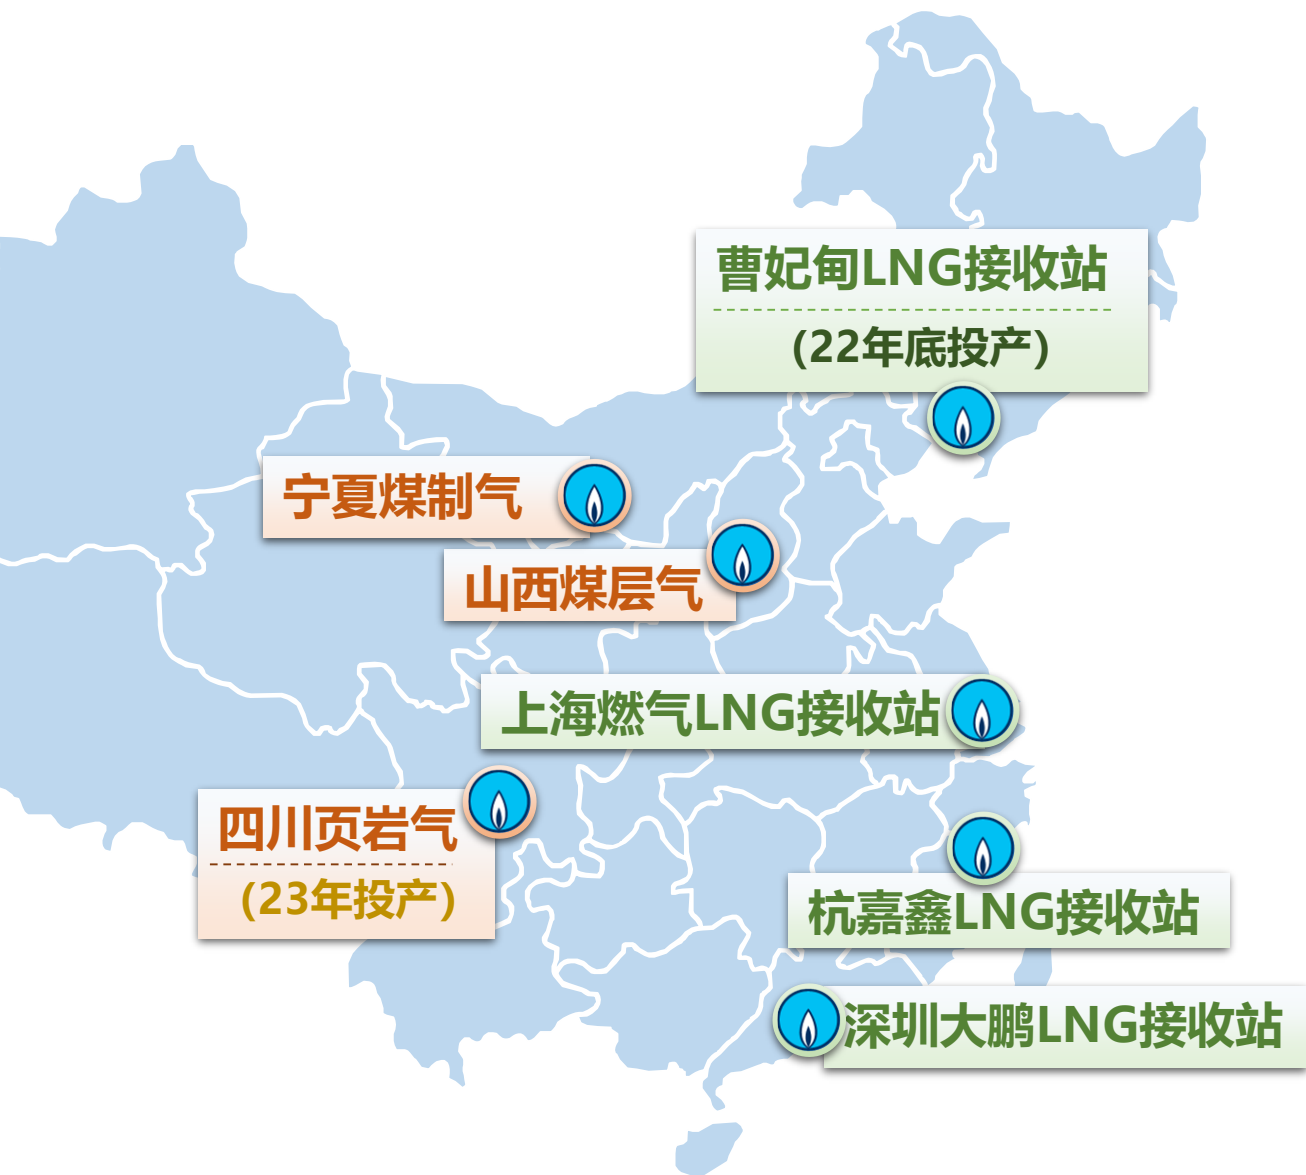 曹妃甸LNG接收站
(22年底投产)
宁夏煤制气
山西煤层气
上海燃气LNG接收站
四川页岩气
(23年投产)
杭嘉鑫LNG接收站
深圳大鹏LNG接收站